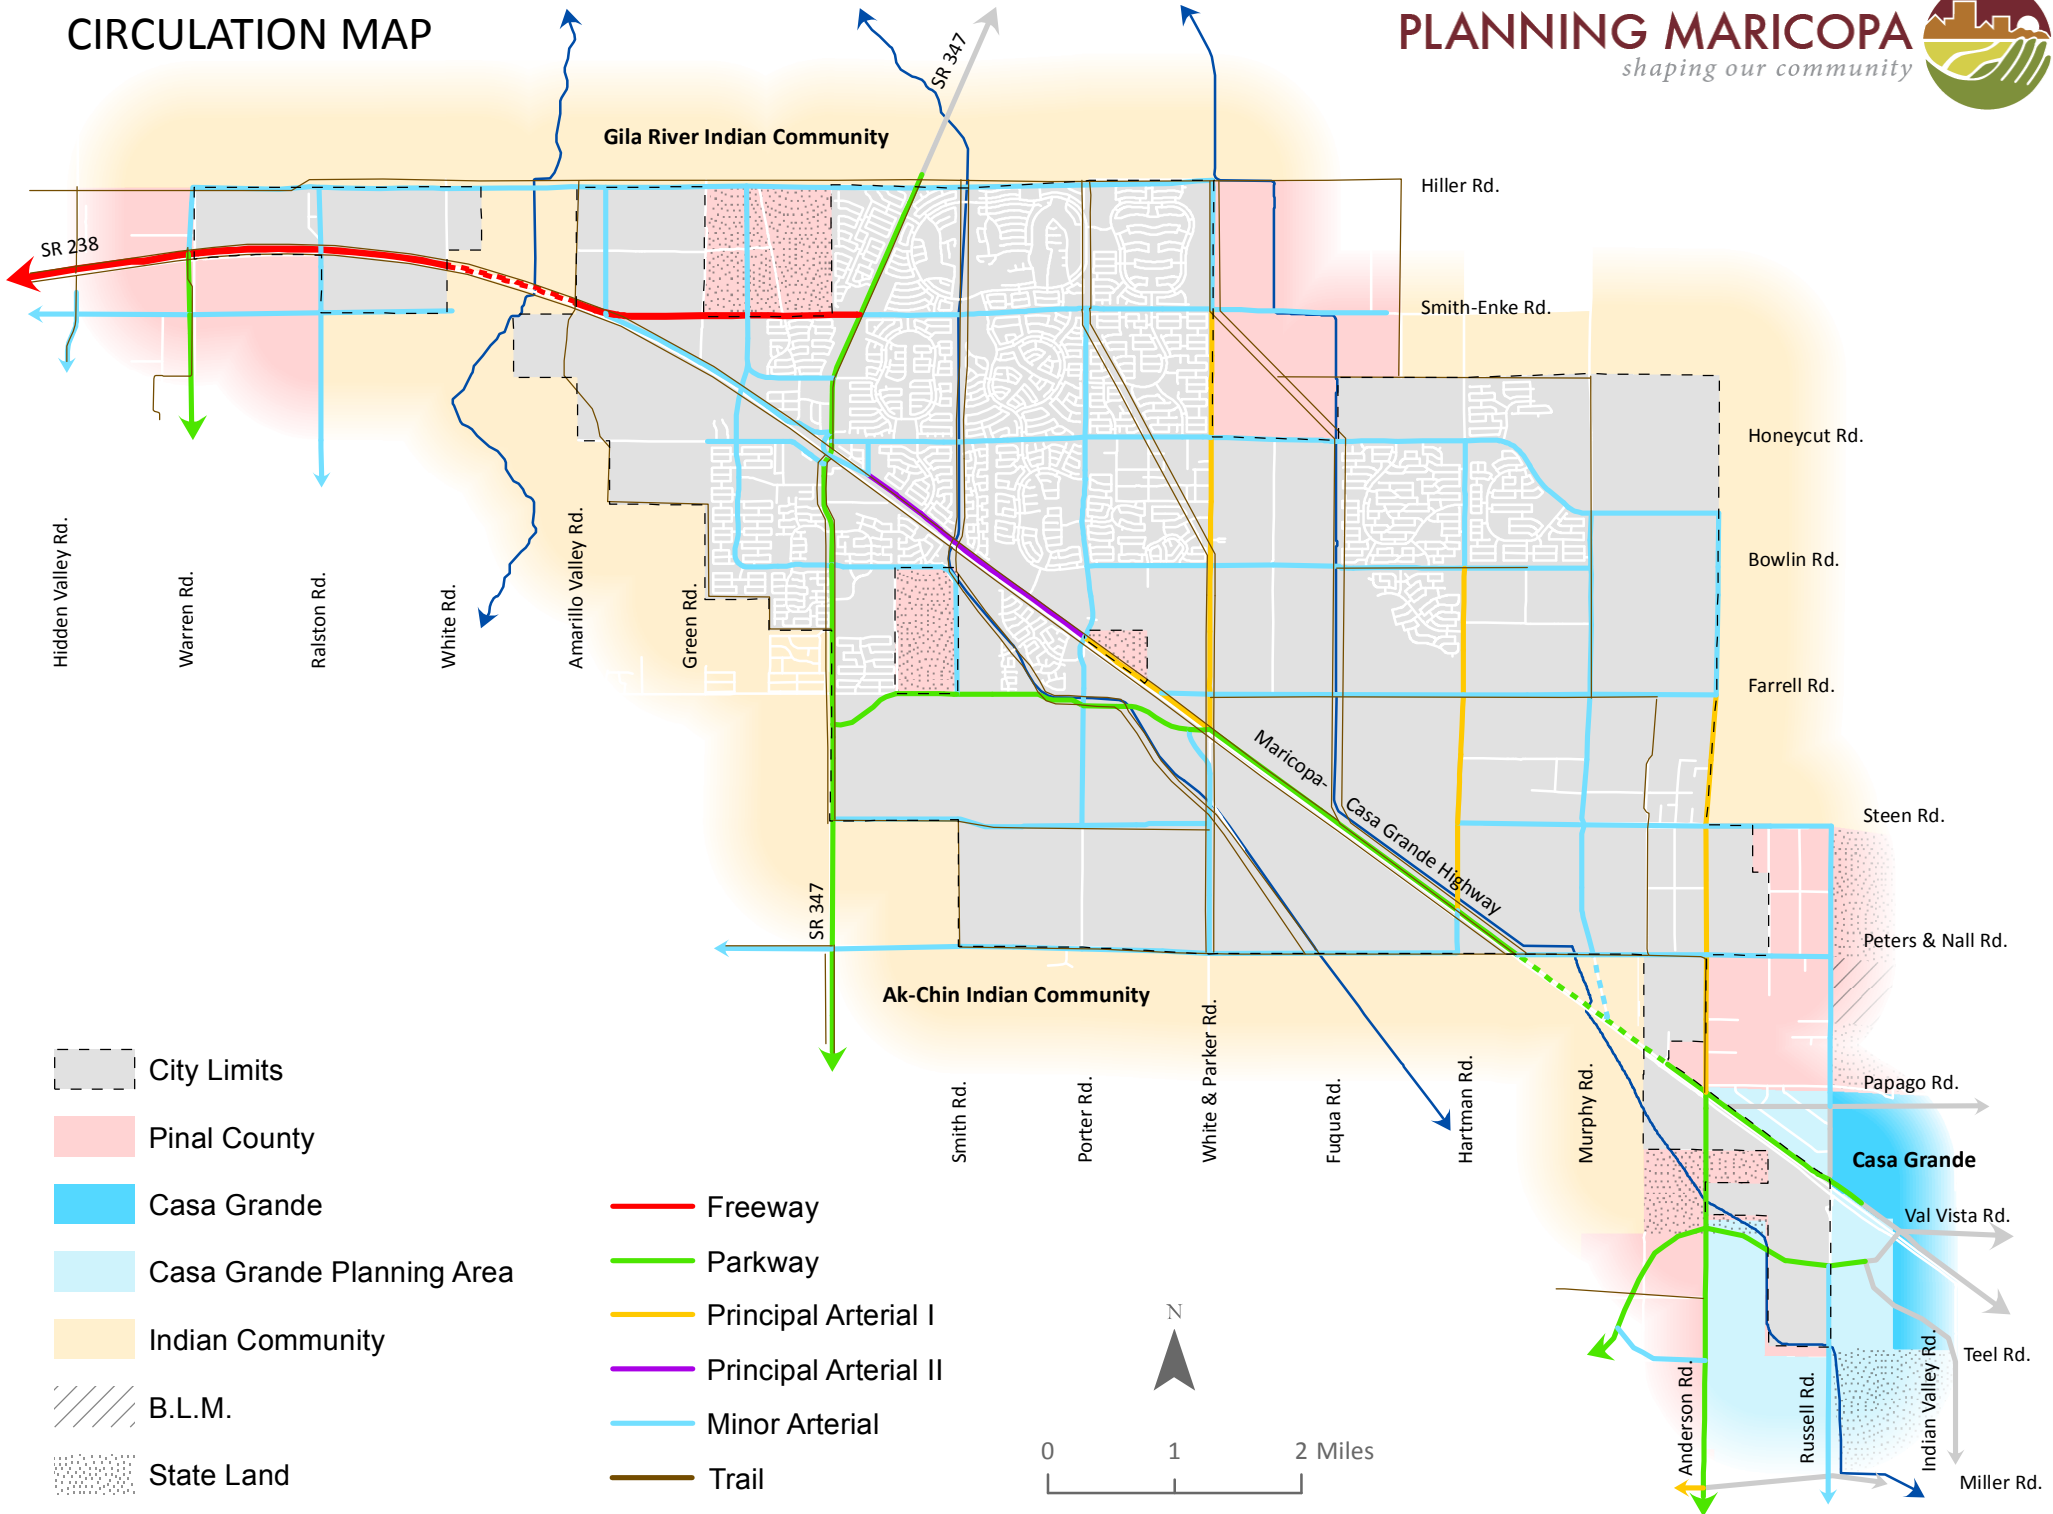 CIRCULATION MAP
PLANNING MARICOPA
shaping our community
SR 347
Gila River Indian Community
Hiller Rd.
SR 238
Smith-Enke Rd.
Honeycut Rd.
Bowlin Rd.
Hidden Valley Rd.
Warren Rd.
Ralston Rd.
White Rd.
Amarillo Valley Rd.
Green Rd.
Farrell Rd.
Maricopa-
Casa Grande Highway
Steen Rd.
SR 347
Peters & Nall Rd.
Ak-Chin Indian Community
Smith Rd.
Porter Rd.
White & Parker Rd.
Fuqua Rd.
Hartman Rd.
Murphy Rd.
Papago Rd.
Casa Grande
Val Vista Rd.
Teel Rd.
Anderson Rd.
Russell Rd.
Indian Valley Rd.
Miller Rd.
City Limits
Pinal County
Casa Grande
Casa Grande Planning Area
Indian Community
B.L.M.
State Land
Freeway
Parkway
Principal Arterial I
Principal Arterial II
Minor Arterial
Trail
N
0 1 2 Miles